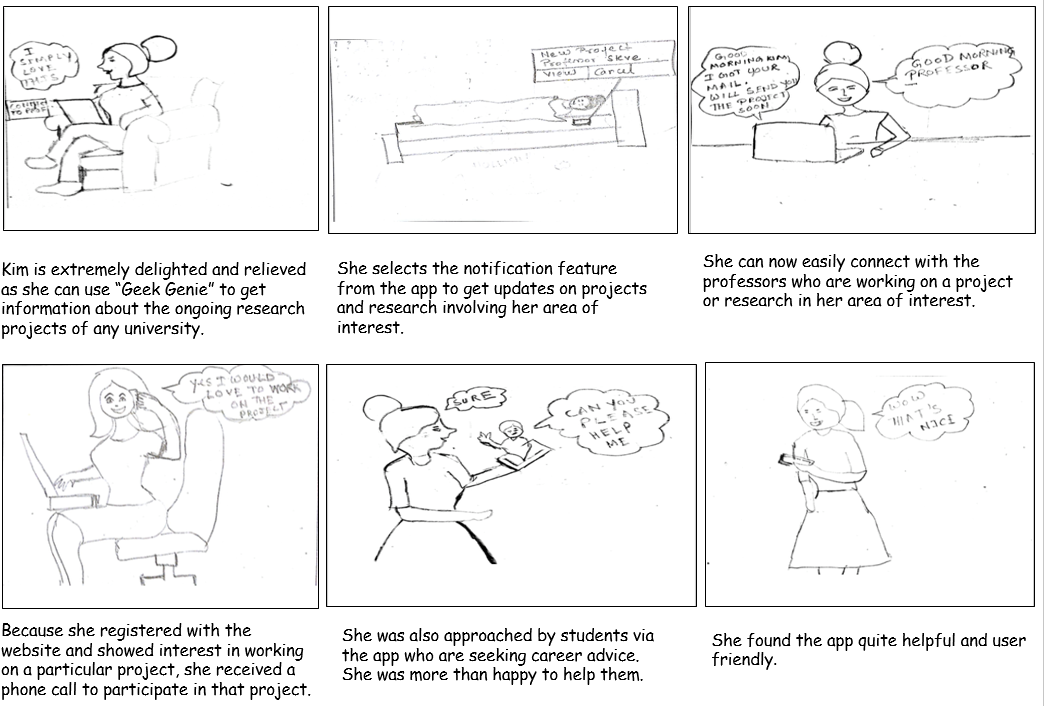 I
SIMPLY
LOVE
THIS
New Project
Professor Steve
View Cancel
GOOD
MORNING KIM,
I GOT YOUR
MAIL.
WILL SEND YOU
THE PROJECT
SOON
GOOD MORNING
PROFESSOR
Kim is extremely delighted and relieved
as she can use “Geek Genie” to get
information about the ongoing research
projects of any university.
She selects the notification feature
from the app to get updates on projects
and research involving her area of
interest.
She can now easily connect with the
professors who are working on a project
or research in her area of interest.
YES I WOULD
LOVE TO WORK
ON THE
PROJECT
SURE
CAN YOU
PLEASE
HELP
ME
WOW
THAT IS
NICE
Because she registered with the
website and showed interest in working
on a particular project, she received a
phone call to participate in that project.
She was also approached by students via
the app who are seeking career advice.
She was more than happy to help them.
She found the app quite helpful and user
friendly.